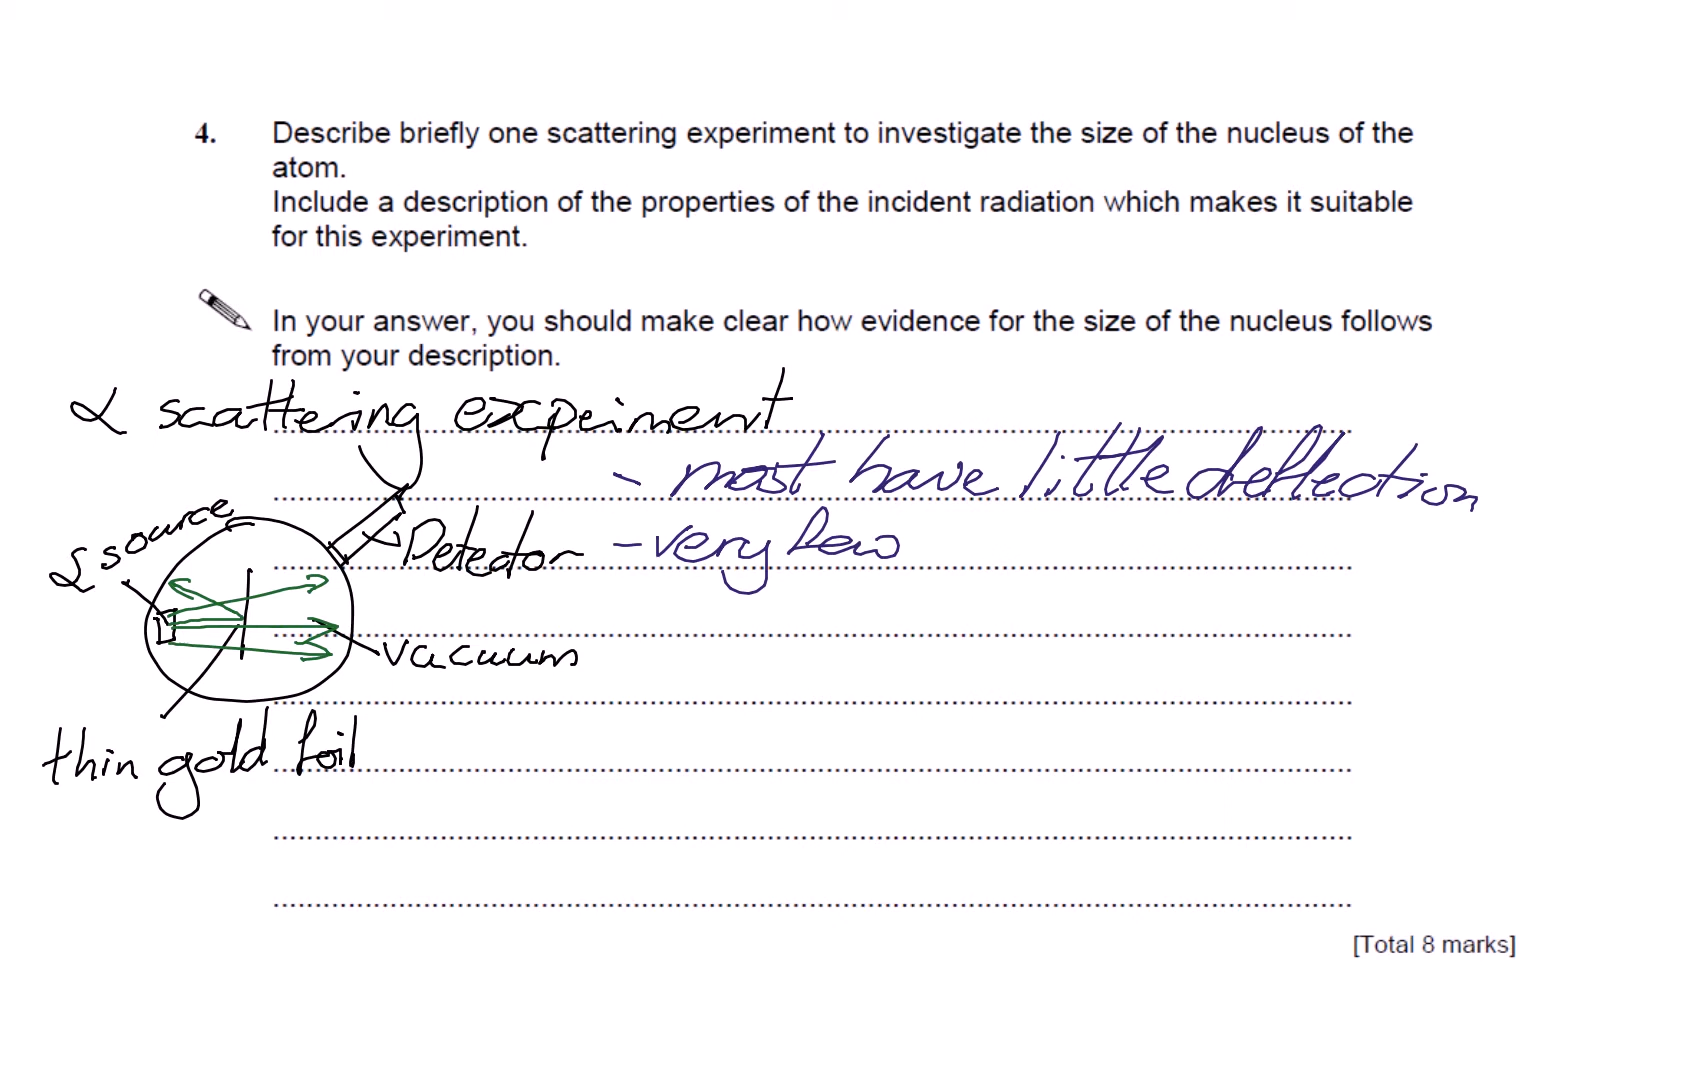 4. Describe briefly one scattering experiment to investigate the size of the nucleus of the
atom.
Include a description of the properties of the incident radiation which makes it suitable
for this experiment.
In your answer, you should make clear how evidence for the size of the nucleus follows
from your description.
α scattering expeiment
- most have little deflection
α source
Detector
- very few
vacuum
thin gold foil
[Total 8 marks]